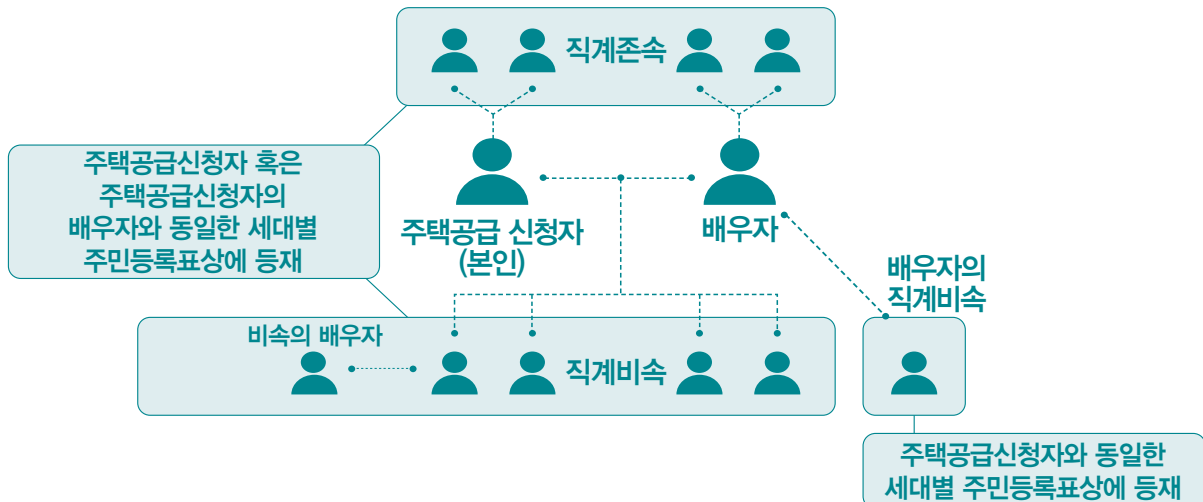 직계존속
주택공급신청자 혹은
주택공급신청자의
배우자와 동일한 세대별
주민등록표상에 등재
주택공급 신청자
(본인)
배우자
배우자의
직계비속
비속의 배우자
직계비속
주택공급신청자와 동일한
세대별 주민등록표상에 등재